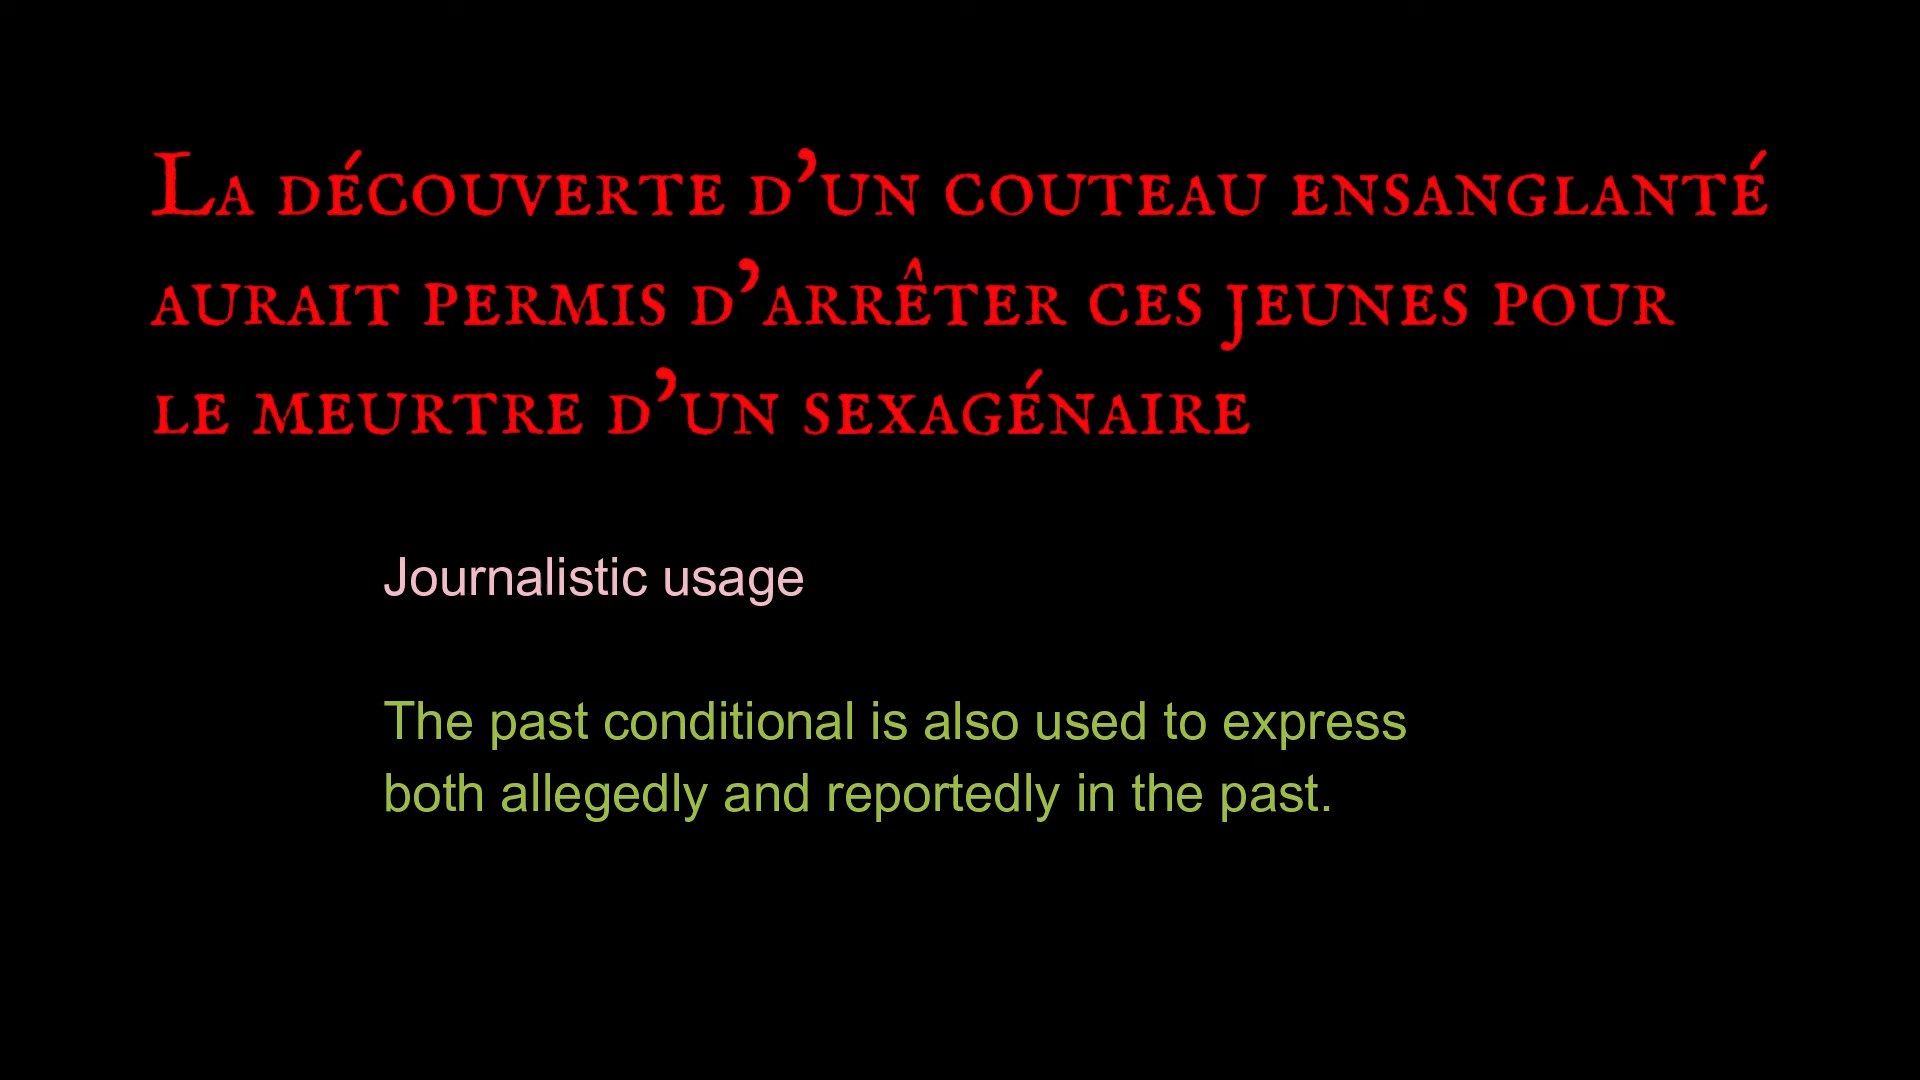 La découverte d’un couteau ensanglanté
aurait permis d’arrêter ces jeunes pour
le meurtre d’un sexagénaire
Journalistic usage
The past conditional is also used to express
both allegedly and reportedly in the past.